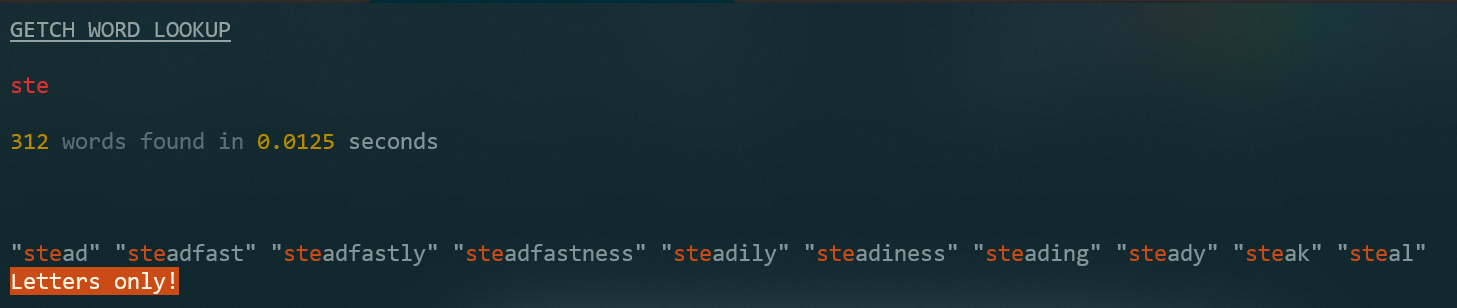 GETCH WORD LOOKUP
ste
312 words found in 0.0125 seconds
"stead" "steadfast" "steadfastly" "steadfastness" "steadily" "steadiness" "steading" "steady" "steak" "steal"
Letters only!